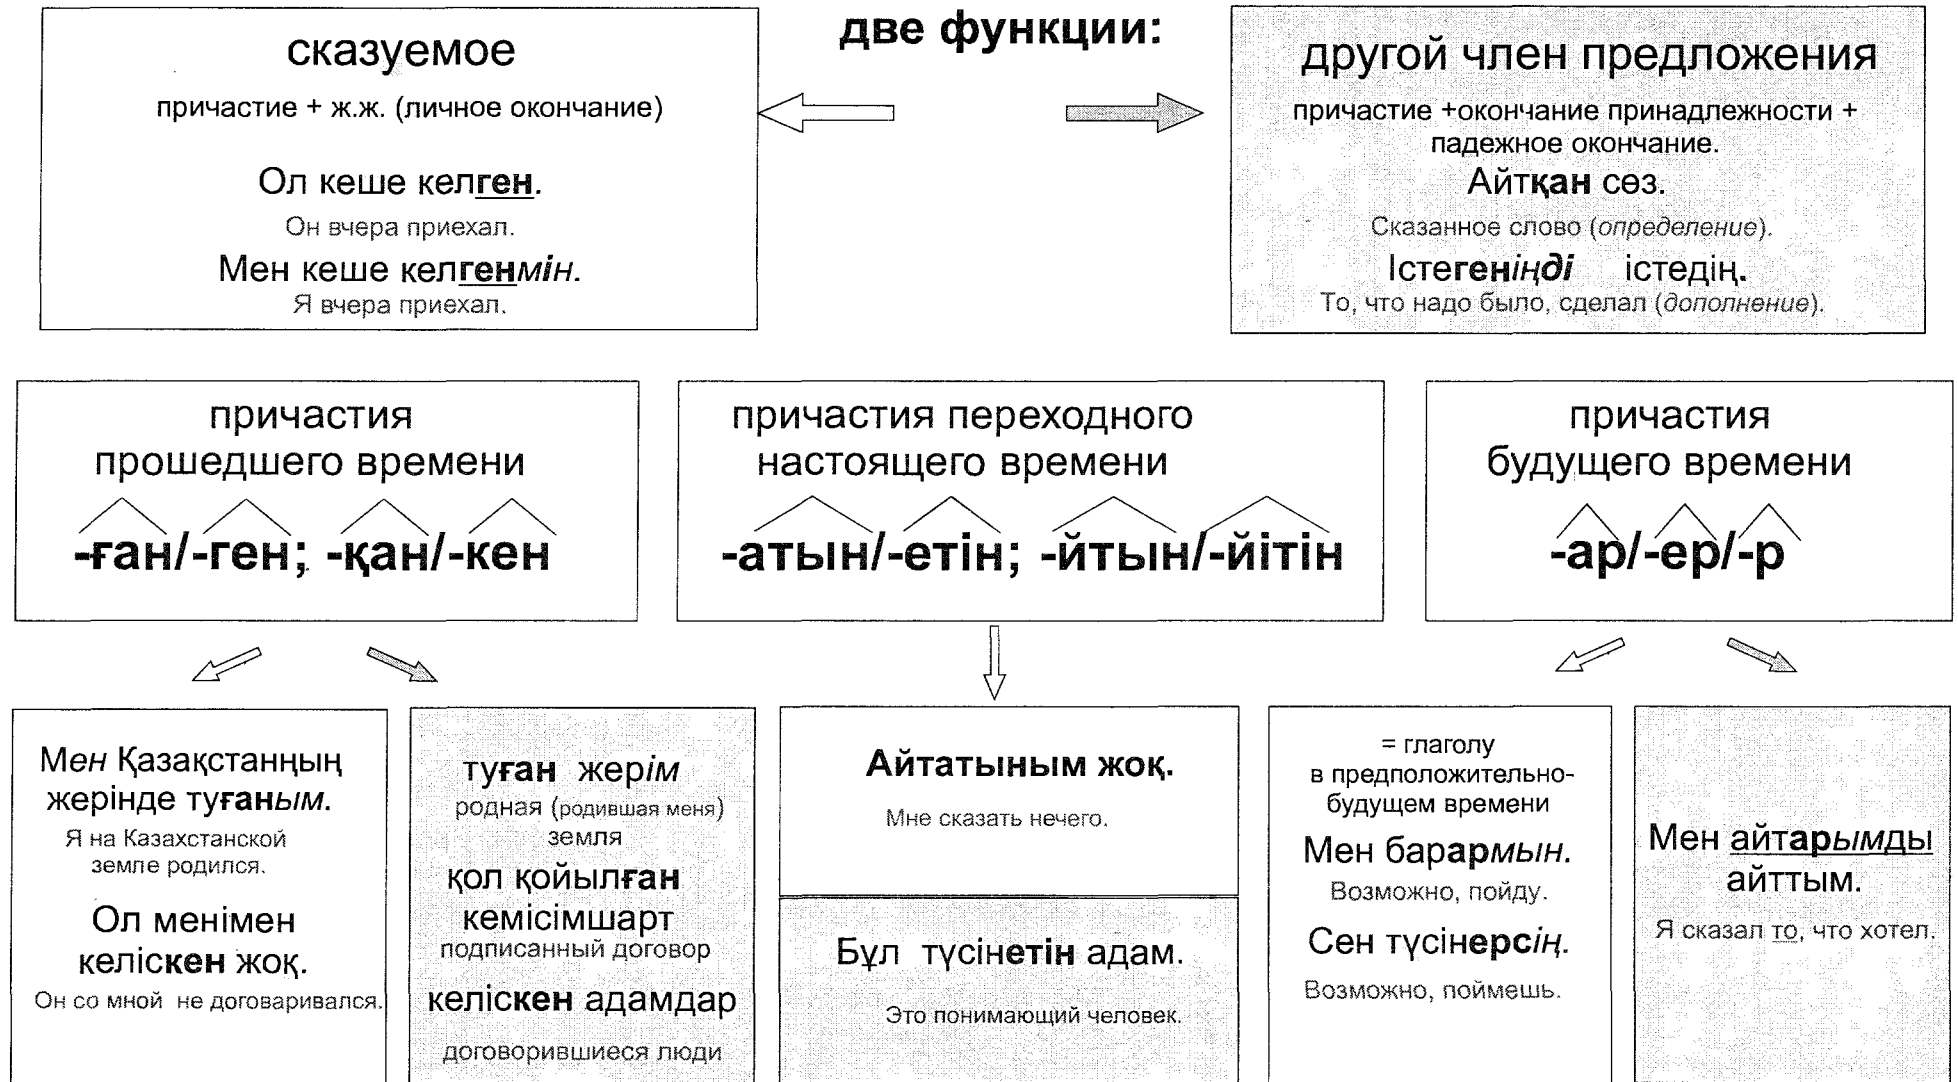 две функции:
сказуемое
причастие + ж.ж. (личное окончание)
Ол кеше келген.
Он вчера приехал.
Мен кеше келгенмін.
Я вчера приехал.
другой член предложения
причастие +окончание принадлежности +
падежное окончание.
Айтқан сөз.
Сказанное слово (определение).
Істегеніңді істедің.
То, что надо было, сделал (дополнение).
причастия
прошедшего времени
-ған/-ген; -қан/-кен
причастия переходного
настоящего времени
-атын/-етін; -йтын/-йітін
причастия
будущего времени
-ар/-ер/-р
Мен Қазақстанңың
жерінде туғаным.
Я на Казахстанской
земле родился.
Ол менімен
келіскен жоқ.
Он со мной не договаривался.
туған жерім
родная (родившая меня)
земля
қол қойылған
кемісімшарт
подписанный договор
келіскен адамдар
договорившиеся люди
Айтатыным жоқ.
Мне сказать нечего.
Бұл түсінетін адам.
Это понимающий человек.
= глаголу
в предположительно-
будущем времени
Мен барармын.
Возможно, пойду.
Сен түсінерсің.
Возможно, поймешь.
Мен айтарымды
айттым.
Я сказал то, что хотел.